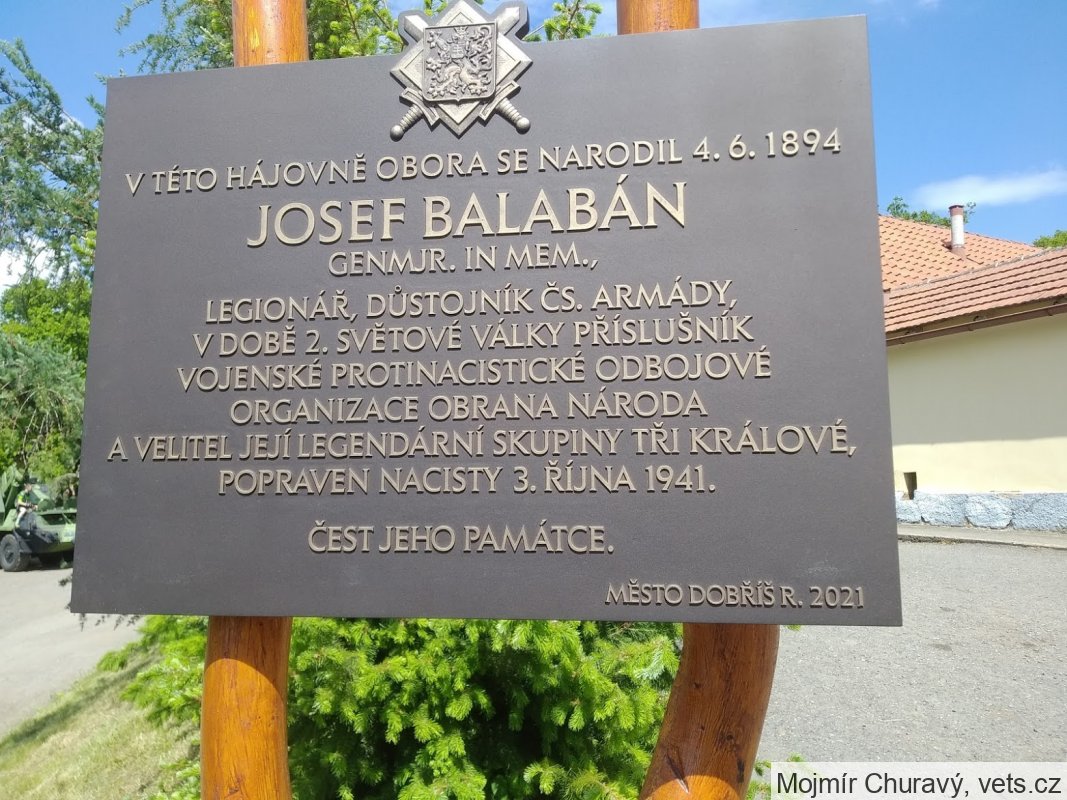 V TÉTO HÁJOVNĚ OBORA SE NARODIL 4. 6. 1894
JOSEF BALABÁN
GENMJR. IN MEM.,
LEGIONÁŘ, DŮSTOJNÍK ČS. ARMÁDY,
V DOBĚ 2. SVĚTOVÉ VÁLKY PŘÍSLUŠNÍK
VOJENSKÉ PROTINACISTICKÉ ODBOJOVÉ
ORGANIZACE OBRANA NÁRODA
A VELITEL JEJÍ LEGENDÁRNÍ SKUPINY TŘI KRÁLOVÉ,
POPRAVEN NACISTY 3. ŘÍJNA 1941.
ČEST JEHO PAMÁTCE.
MĚSTO DOBŘÍŠ R. 2021
Mojmír Churavý, vets.cz